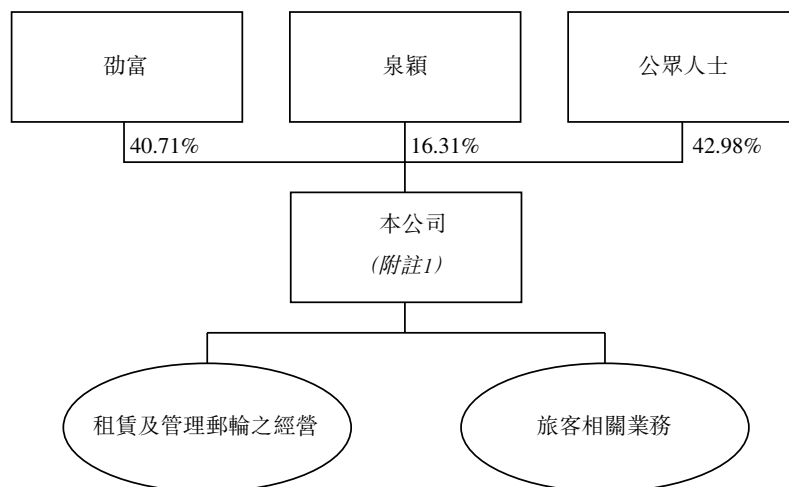 劭富
泉穎
公眾人士
40.71%
16.31%
42.98%
本公司
(附註1)
租賃及管理郵輪之經營
旅客相關業務